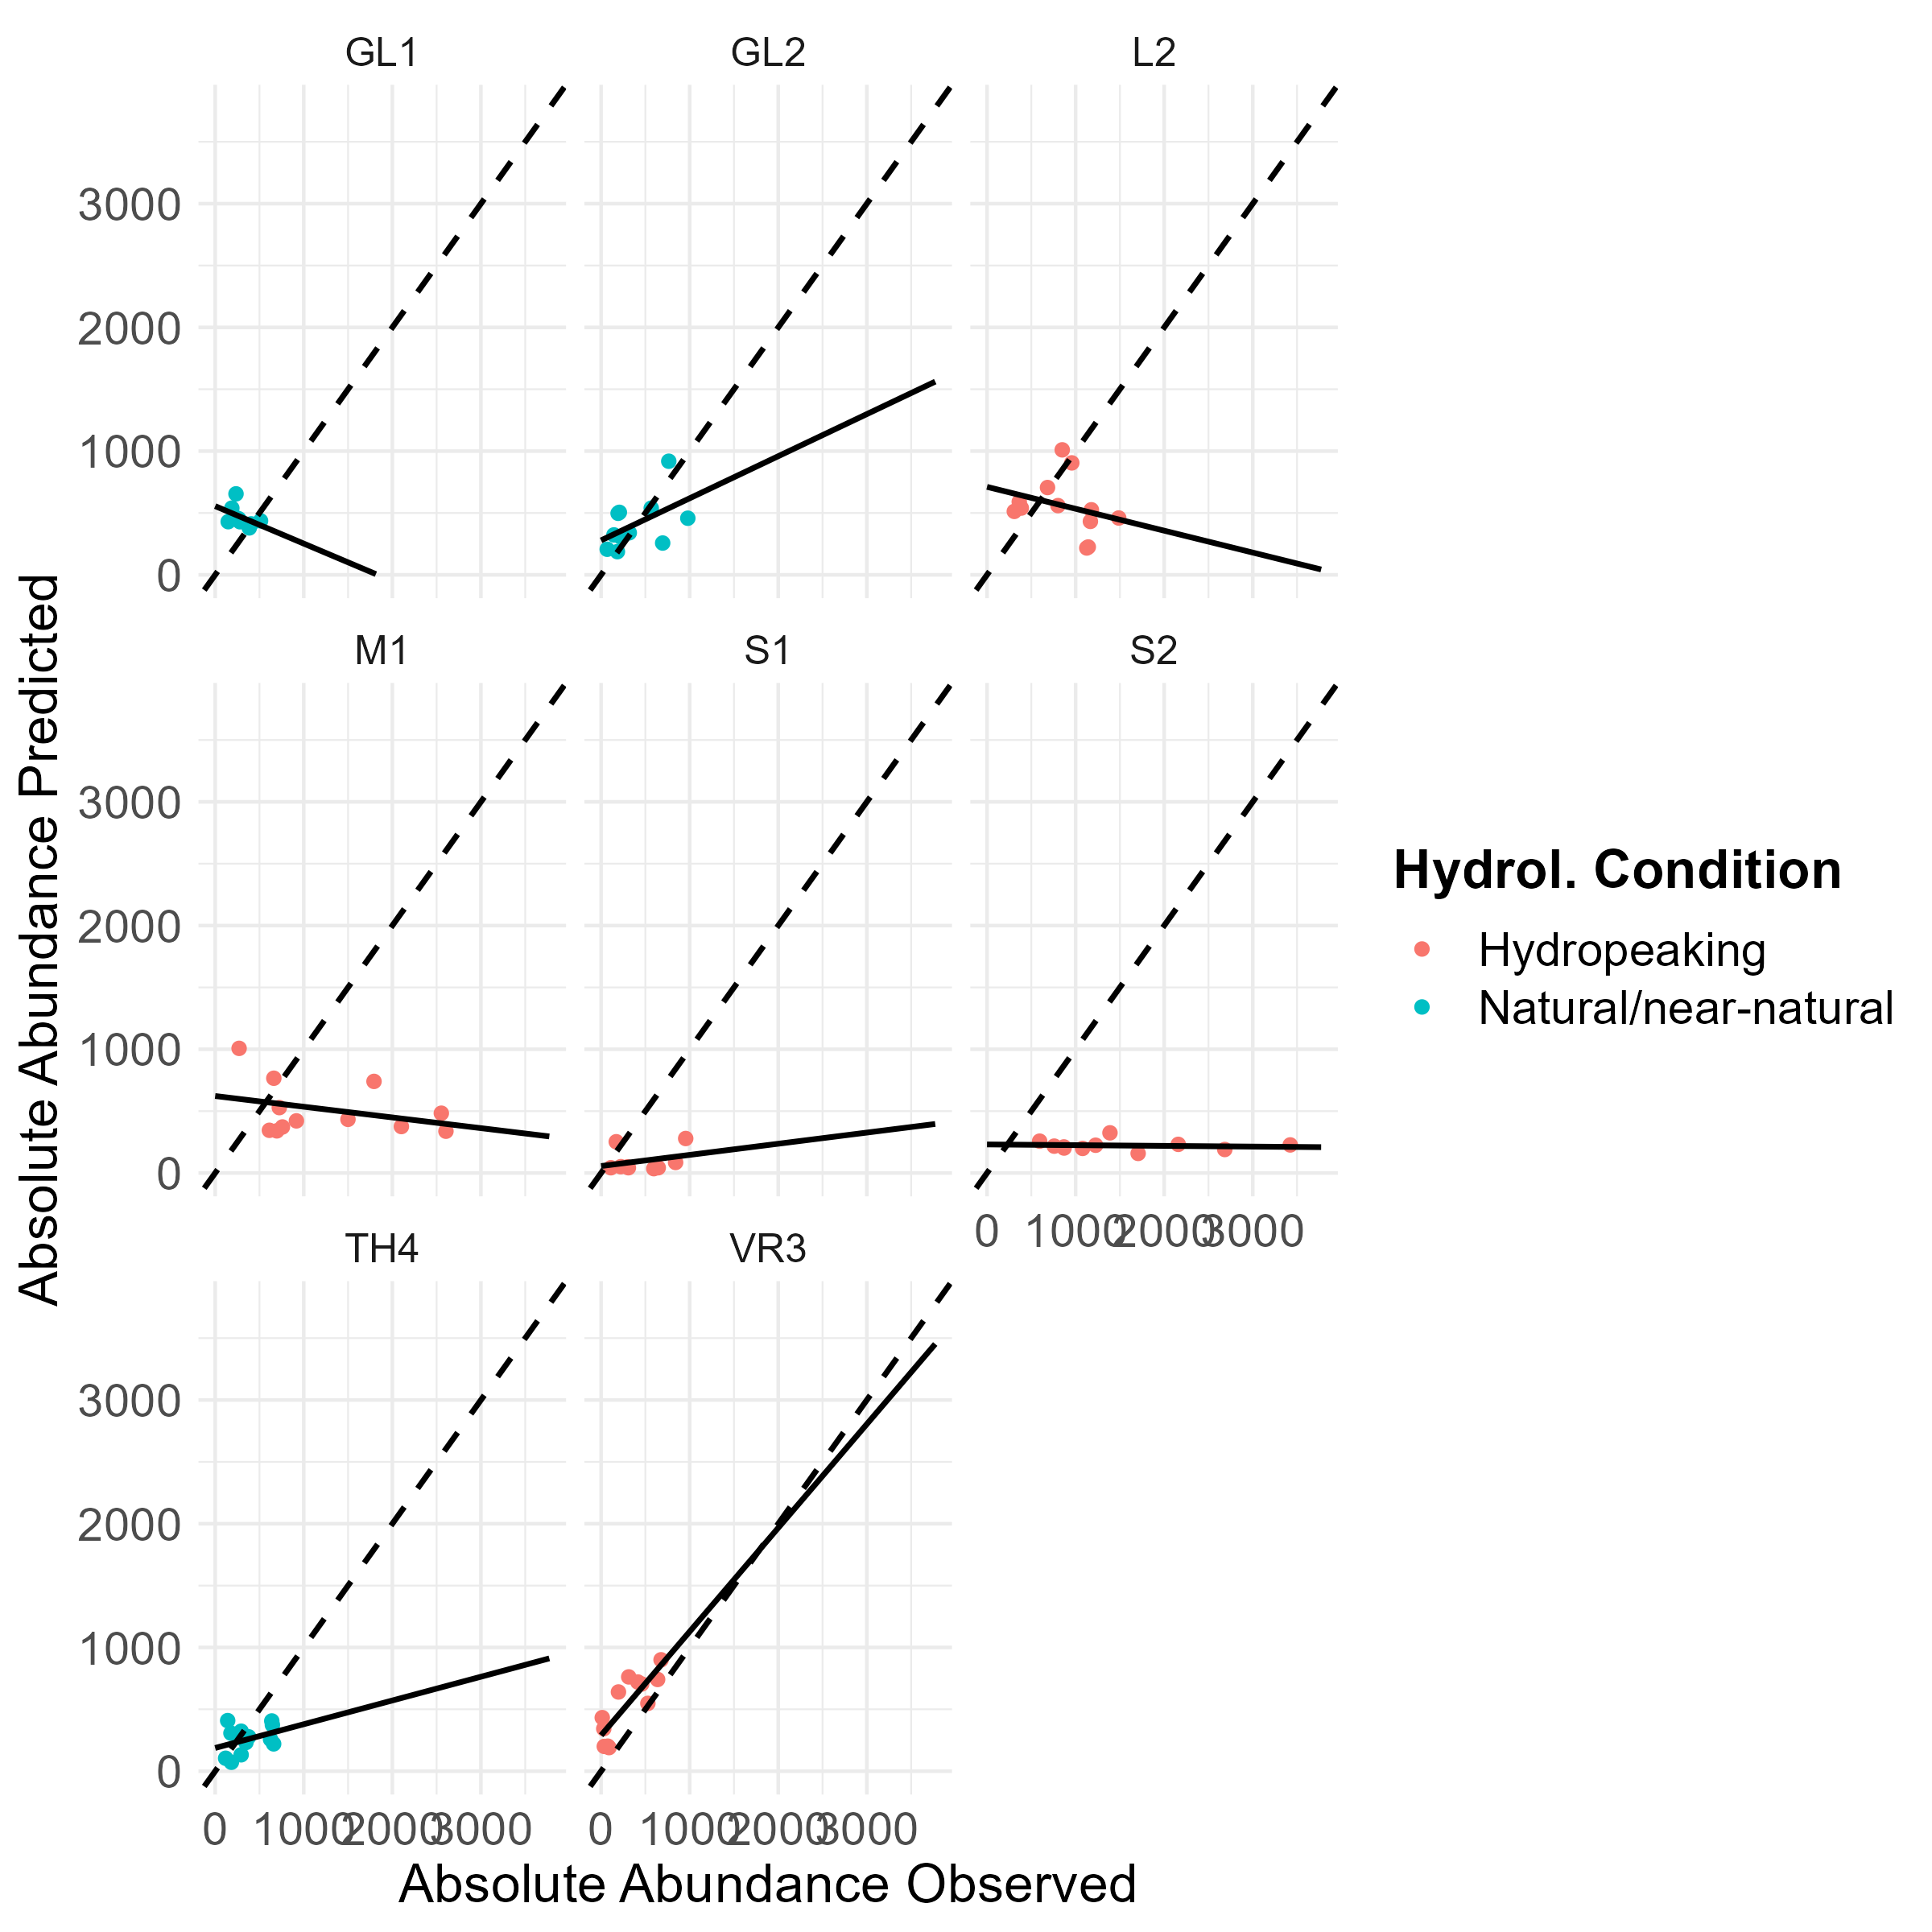 GL1 GL2 L2
3000
2000
1000
0
M1 S1 S2
3000
2000
1000
0
0 1000 2000 3000
TH4 VR3
3000
2000
1000
0
0 1000 2000 3000 0 1000 2000 3000
Absolute Abundance Observed
Absolute Abundance Predicted
Hydrol. Condition
Hydropeaking
Natural/near-natural